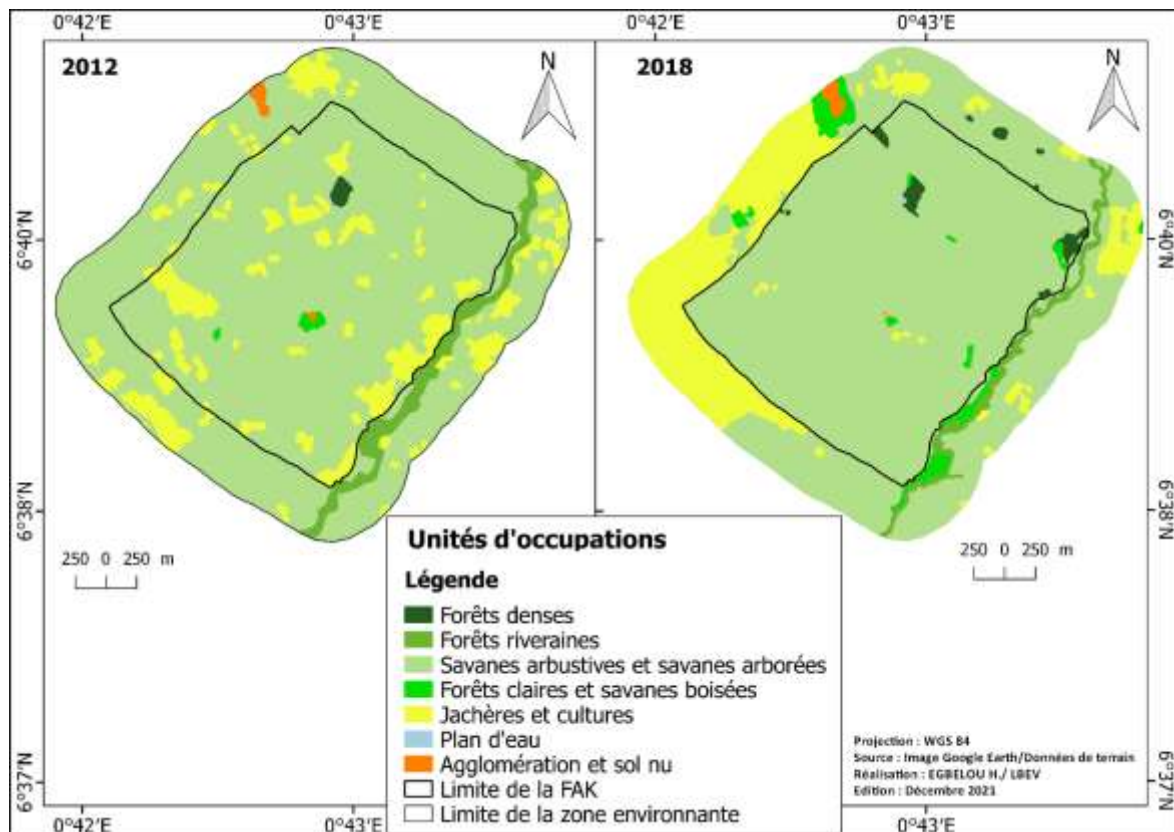 0°42'E 0°43'E 0°42'E 0°43'E
2012 N 2018 N
6°40'N 6°40'N
6°38'N 6°38'N
250 0 250 m 250 0 250 m
Unités d'occupations
Légende
Forêts denses
Forêts riveraines
Savanes arbustives et savanes arborées
Forêts claires et savanes boisées
Jachères et cultures
Plan d'eau
Agglomération et sol nu
Limite de la FAK
Limite de la zone environnante
Projection : WGS 84
Source : Image Google Earth/Données de terrain
Réalisation : EGBELOU H./ LBEV
Edition : Décembre 2021
6°37'N 6°37'N
0°42'E 0°43'E 0°42'E 0°43'E